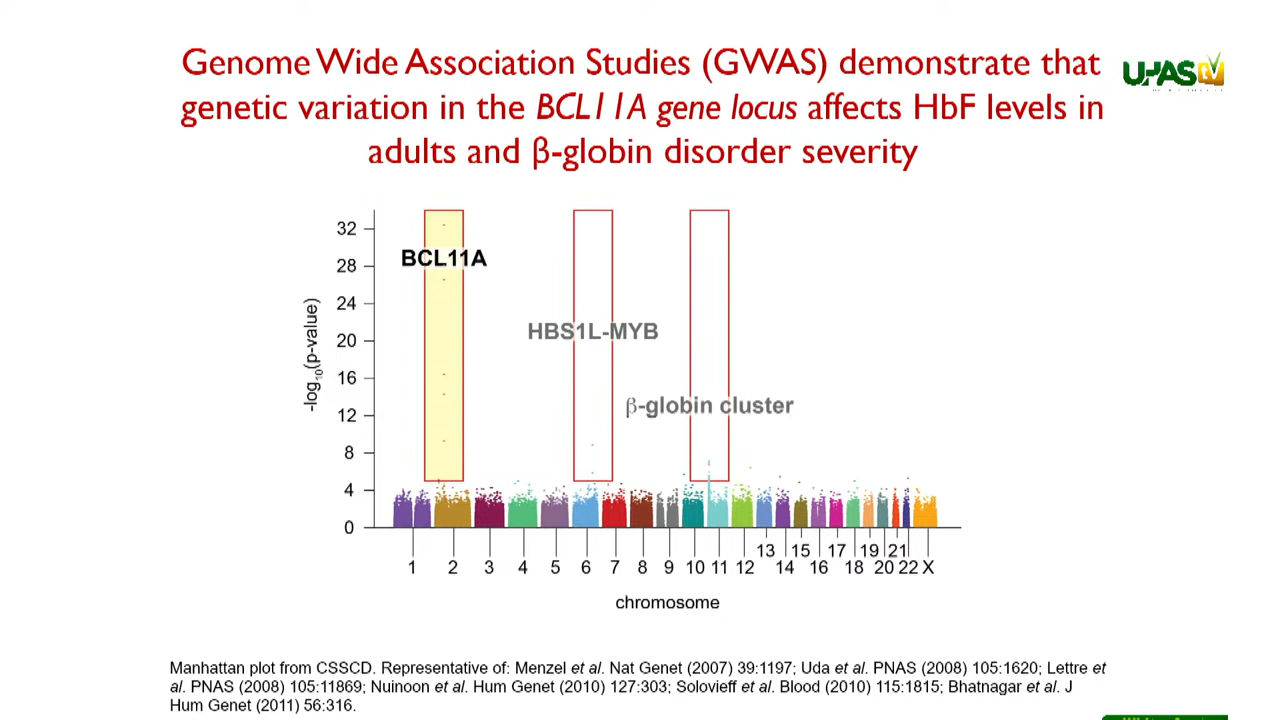 Genome Wide Association Studies (GWAS) demonstrate that
genetic variation in the BCL11A gene locus affects HbF levels in
adults and β-globin disorder severity
UPAS TV
32
28
24
20
16
12
8
4
0
-log10(p-value)
BCL11A
HBS1L-MYB
β-globin cluster
13 15 17 19 21
1 2 3 4 5 6 7 8 9 10 11 12 14 16 18 20 22 X
chromosome
Manhattan plot from CSSCD. Representative of: Menzel et al. Nat Genet (2007) 39:1197; Uda et al. PNAS (2008) 105:1620; Lettre et
al. PNAS (2008) 105:11869; Nuinoon et al. Hum Genet (2010) 127:303; Solovieff et al. Blood (2010) 115:1815; Bhatnagar et al. J
Hum Genet (2011) 56:316.